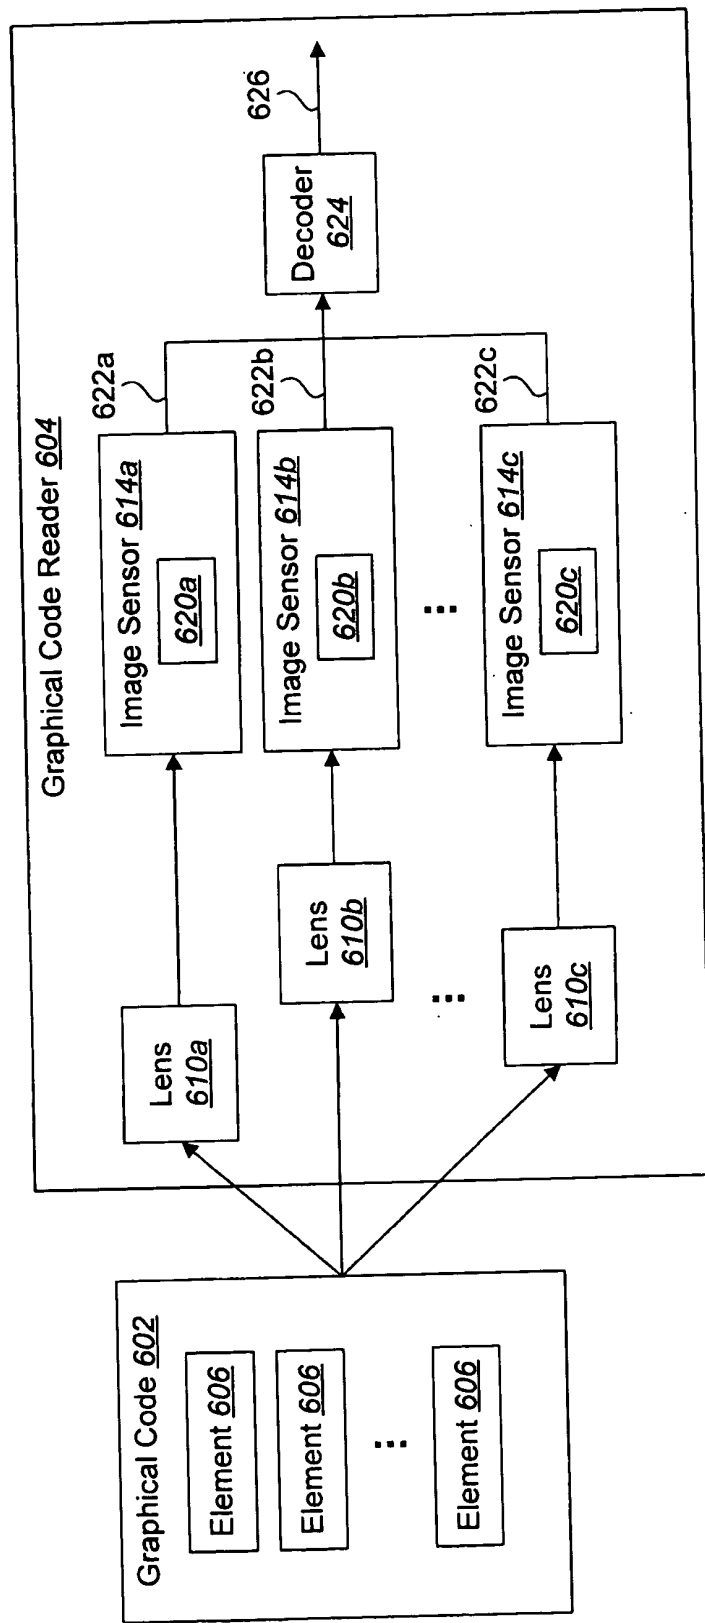 Graphical Code 602
Element 606
Element 606
...
Element 606
Graphical Code Reader 604
Lens
610a
Lens
610b
...
Lens
610c
Image Sensor 614a
620a
Image Sensor 614b
620b
...
Image Sensor 614c
620c
622a
622b
622c
Decoder
624
626